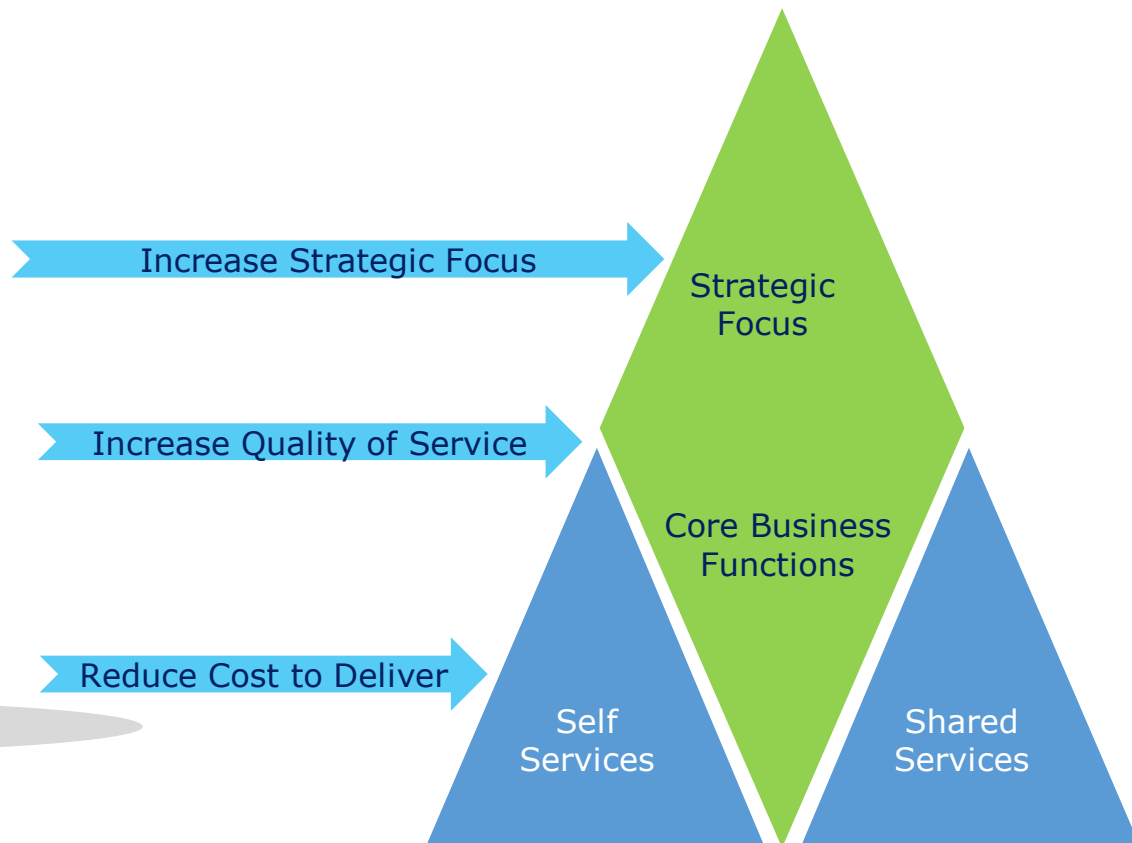 Increase Strategic Focus
Strategic
Focus
Increase Quality of Service
Core Business
Functions
Reduce Cost to Deliver
Self
Services
Shared
Services